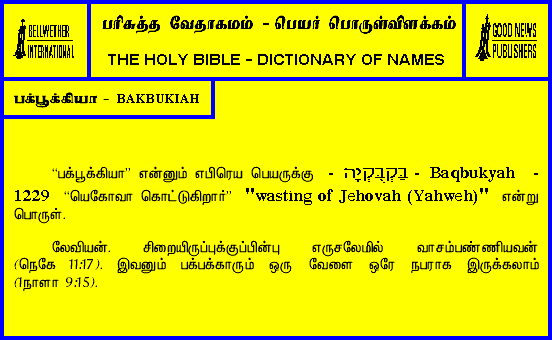 BELLWETHER
INTERNATIONAL
பரிசுத்த வேதாகமம் - பெயர் பொருள்விளக்கம்
THE HOLY BIBLE - DICTIONARY OF NAMES
GOOD NEWS
PUBLISHERS
பக்பூக்கியா - BAKBUKIAH
“பக்பூக்கியா” என்னும் எபிரெய பெயருக்கு - בַּקְבֻּקְיָה - Baqbukyah -
1229 “யெகோவா கொட்டுகிறார்” "wasting of Jehovah (Yahweh)" என்று
பொருள்.
லேவியன். சிறையிருப்புக்குப்பின்பு எருசலேமில் வாசம்பண்ணியவன்
(நெகே 11:17). இவனும் பக்பக்காரும் ஒரு வேளை ஒரே நபராக இருக்கலாம்
(1நாளா 9:15).